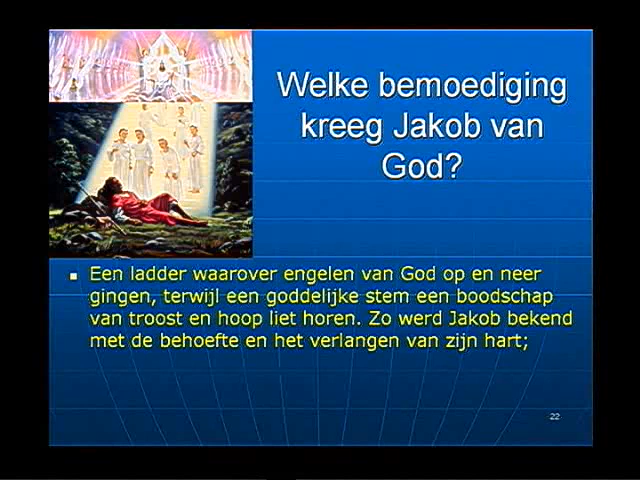 Welke bemoediging
kreeg Jakob van
God?
Een ladder waarover engelen van God op en neer
gingen, terwijl een goddelijke stem een boodschap
van troost en hoop liet horen. Zo werd Jakob bekend
met de behoefte en het verlangen van zijn hart;
22